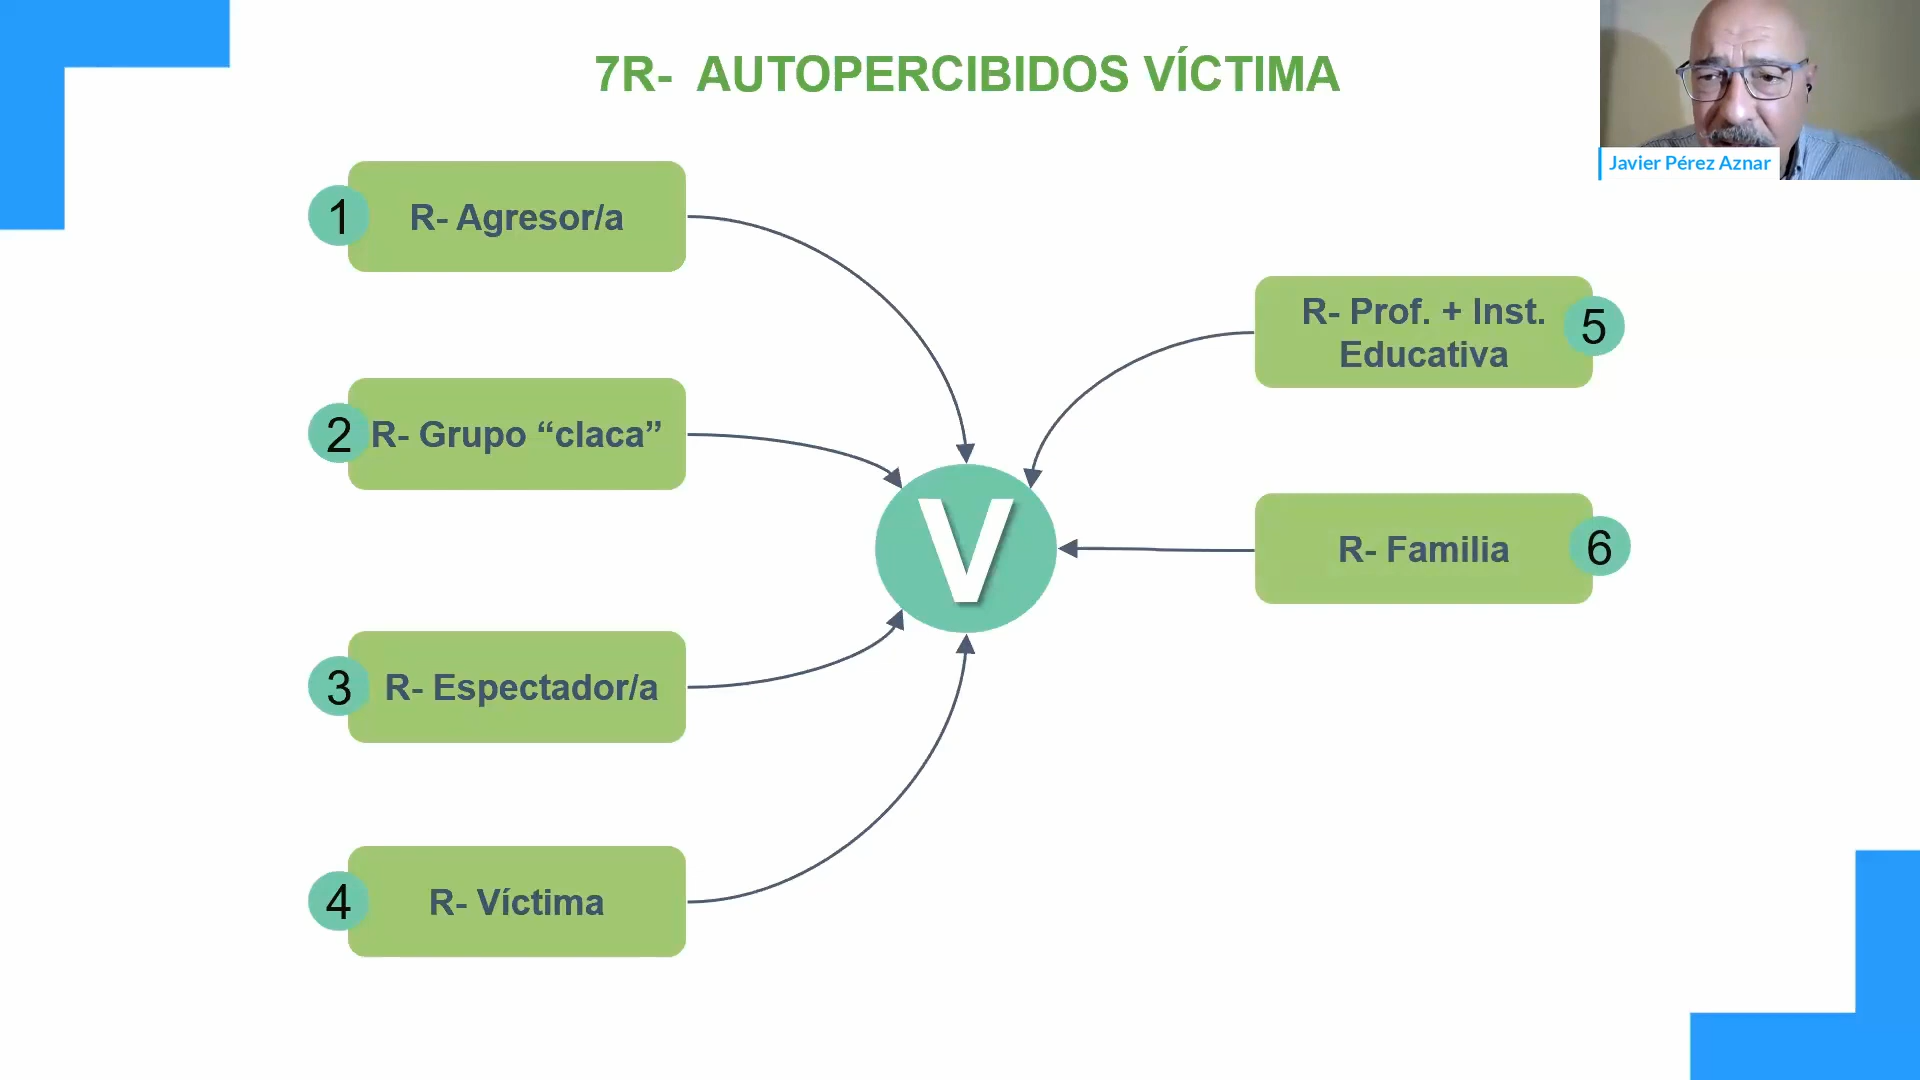 7R- AUTOPERCIBIDOS VÍCTIMA
Javier Pérez Aznar
1
R- Agresor/a
2
R- Grupo “claca”
3
R- Espectador/a
4
R- Víctima
V
R- Prof. + Inst.
Educativa
5
R- Familia
6